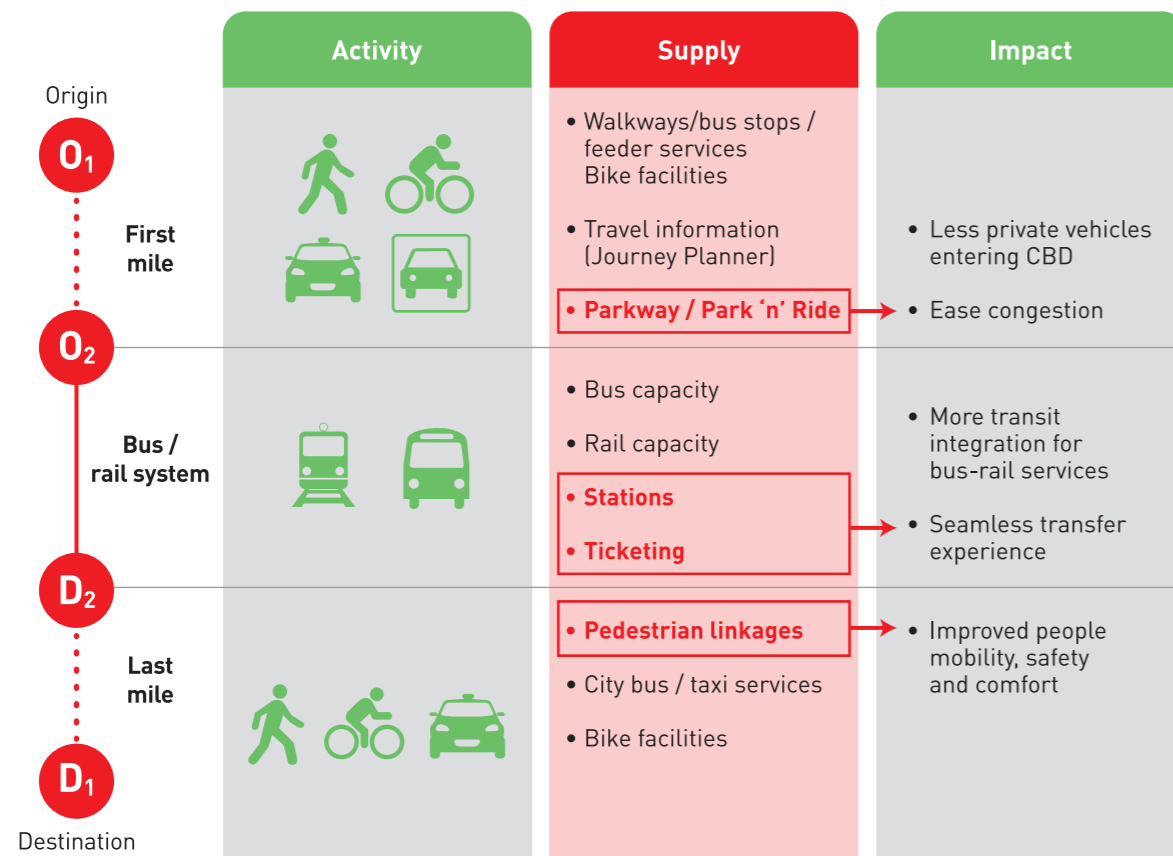 Activity
Supply
Impact
Origin
O₁
First
mile
• Walkways/bus stops /
feeder services
Bike facilities
• Travel information
(Journey Planner)
• Parkway / Park ‘n’ Ride
• Less private vehicles
entering CBD
• Ease congestion
O₂
Bus /
rail system
• Bus capacity
• Rail capacity
• Stations
• Ticketing
• More transit
integration for
bus-rail services
• Seamless transfer
experience
D₂
Last
mile
• Pedestrian linkages
• City bus / taxi services
• Bike facilities
• Improved people
mobility, safety
and comfort
D₁
Destination